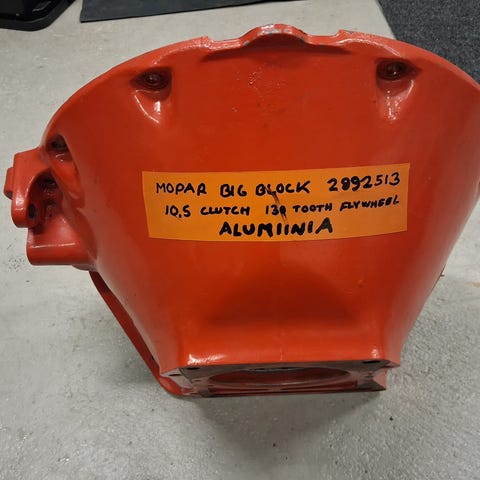 MOPAR BIG BLOCK 2892513
10.5 CLUTCH 130 TOOTH FLYWHEEL
ALUMIINIA